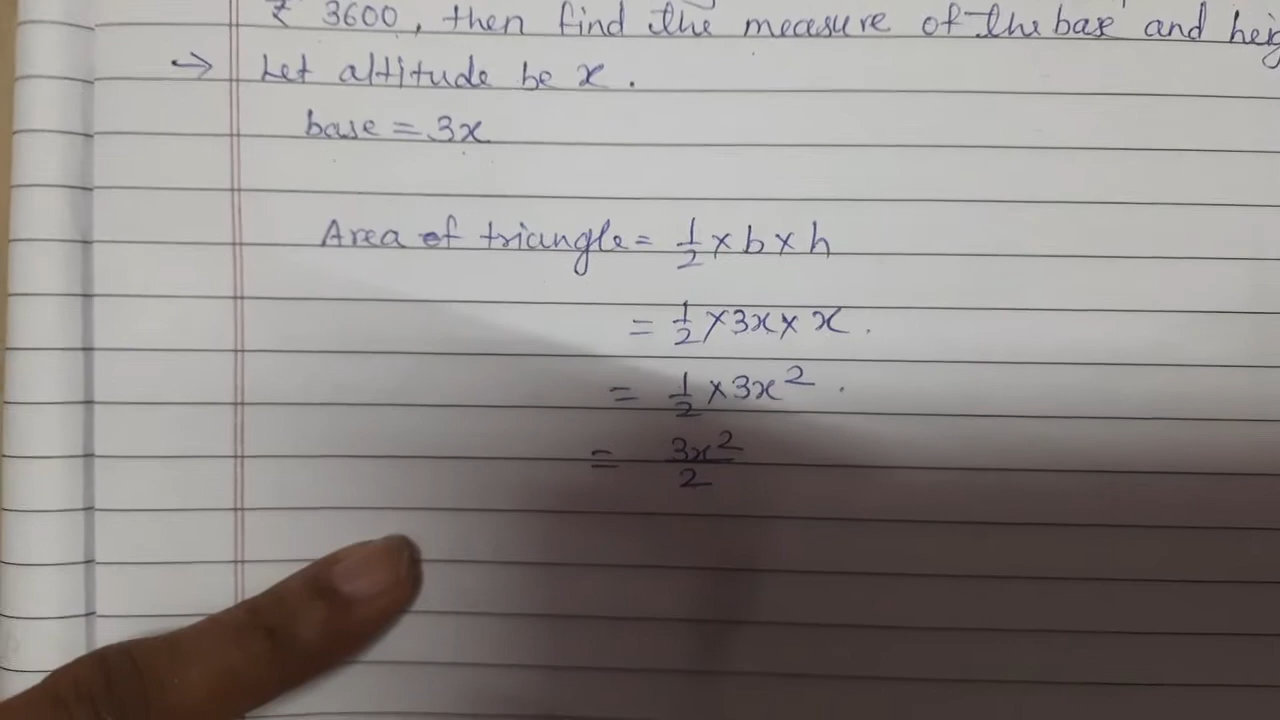 ₹ 3600, then find the measure of the base and heig
→ Let altitude be x.
base = 3x
Area of triangle = 1/2 × b × h
= 1/2 × 3x × x.
= 1/2 × 3x².
= 3x²/2